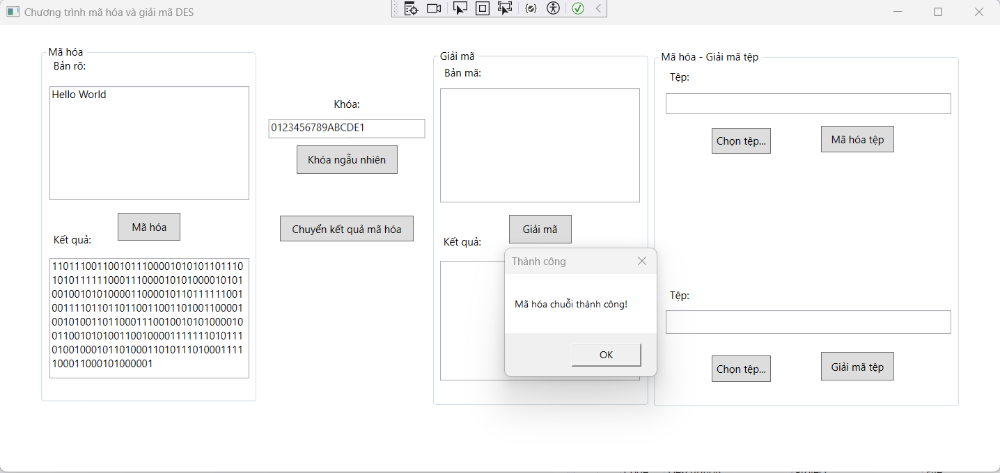 Chương trình mã hóa và giải mã DES
Mã hóa
Bản rõ:
Hello World
Mã hóa
Kết quả:
1101110011001011100001010101101110
1010111111000111000010101000010101
0010010101000011000010110111111001
0011110110110110011001101001100001
0010100110110001110010010101000010
0110010101001100100001111111010111
0100100010110100011010111010001111
100011000101000001
Khóa:
0123456789ABCDE1
Khóa ngẫu nhiên
Chuyển kết quả mã hóa
Giải mã
Bản mã:
Giải mã
Kết quả:
Thành công
Mã hóa chuỗi thành công!
OK
Mã hóa - Giải mã tệp
Tệp:
Chọn tệp...
Mã hóa tệp
Tệp:
Chọn tệp...
Giải mã tệp